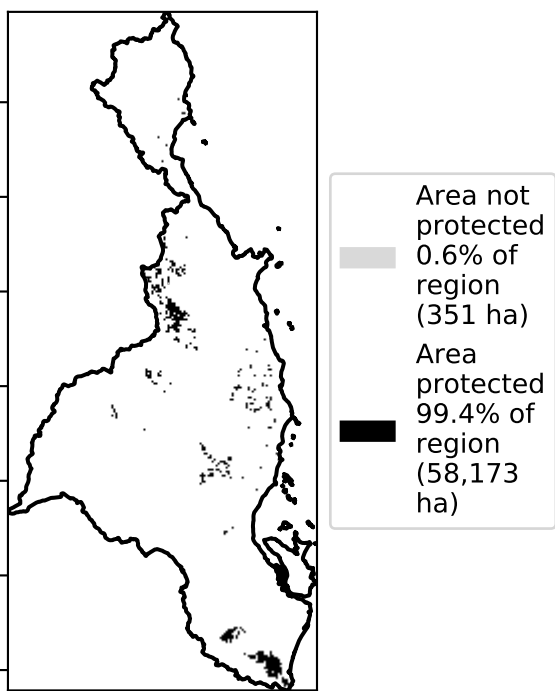 Area not
protected
0.6% of
region
(351 ha)
Area
protected
99.4% of
region
(58,173
ha)